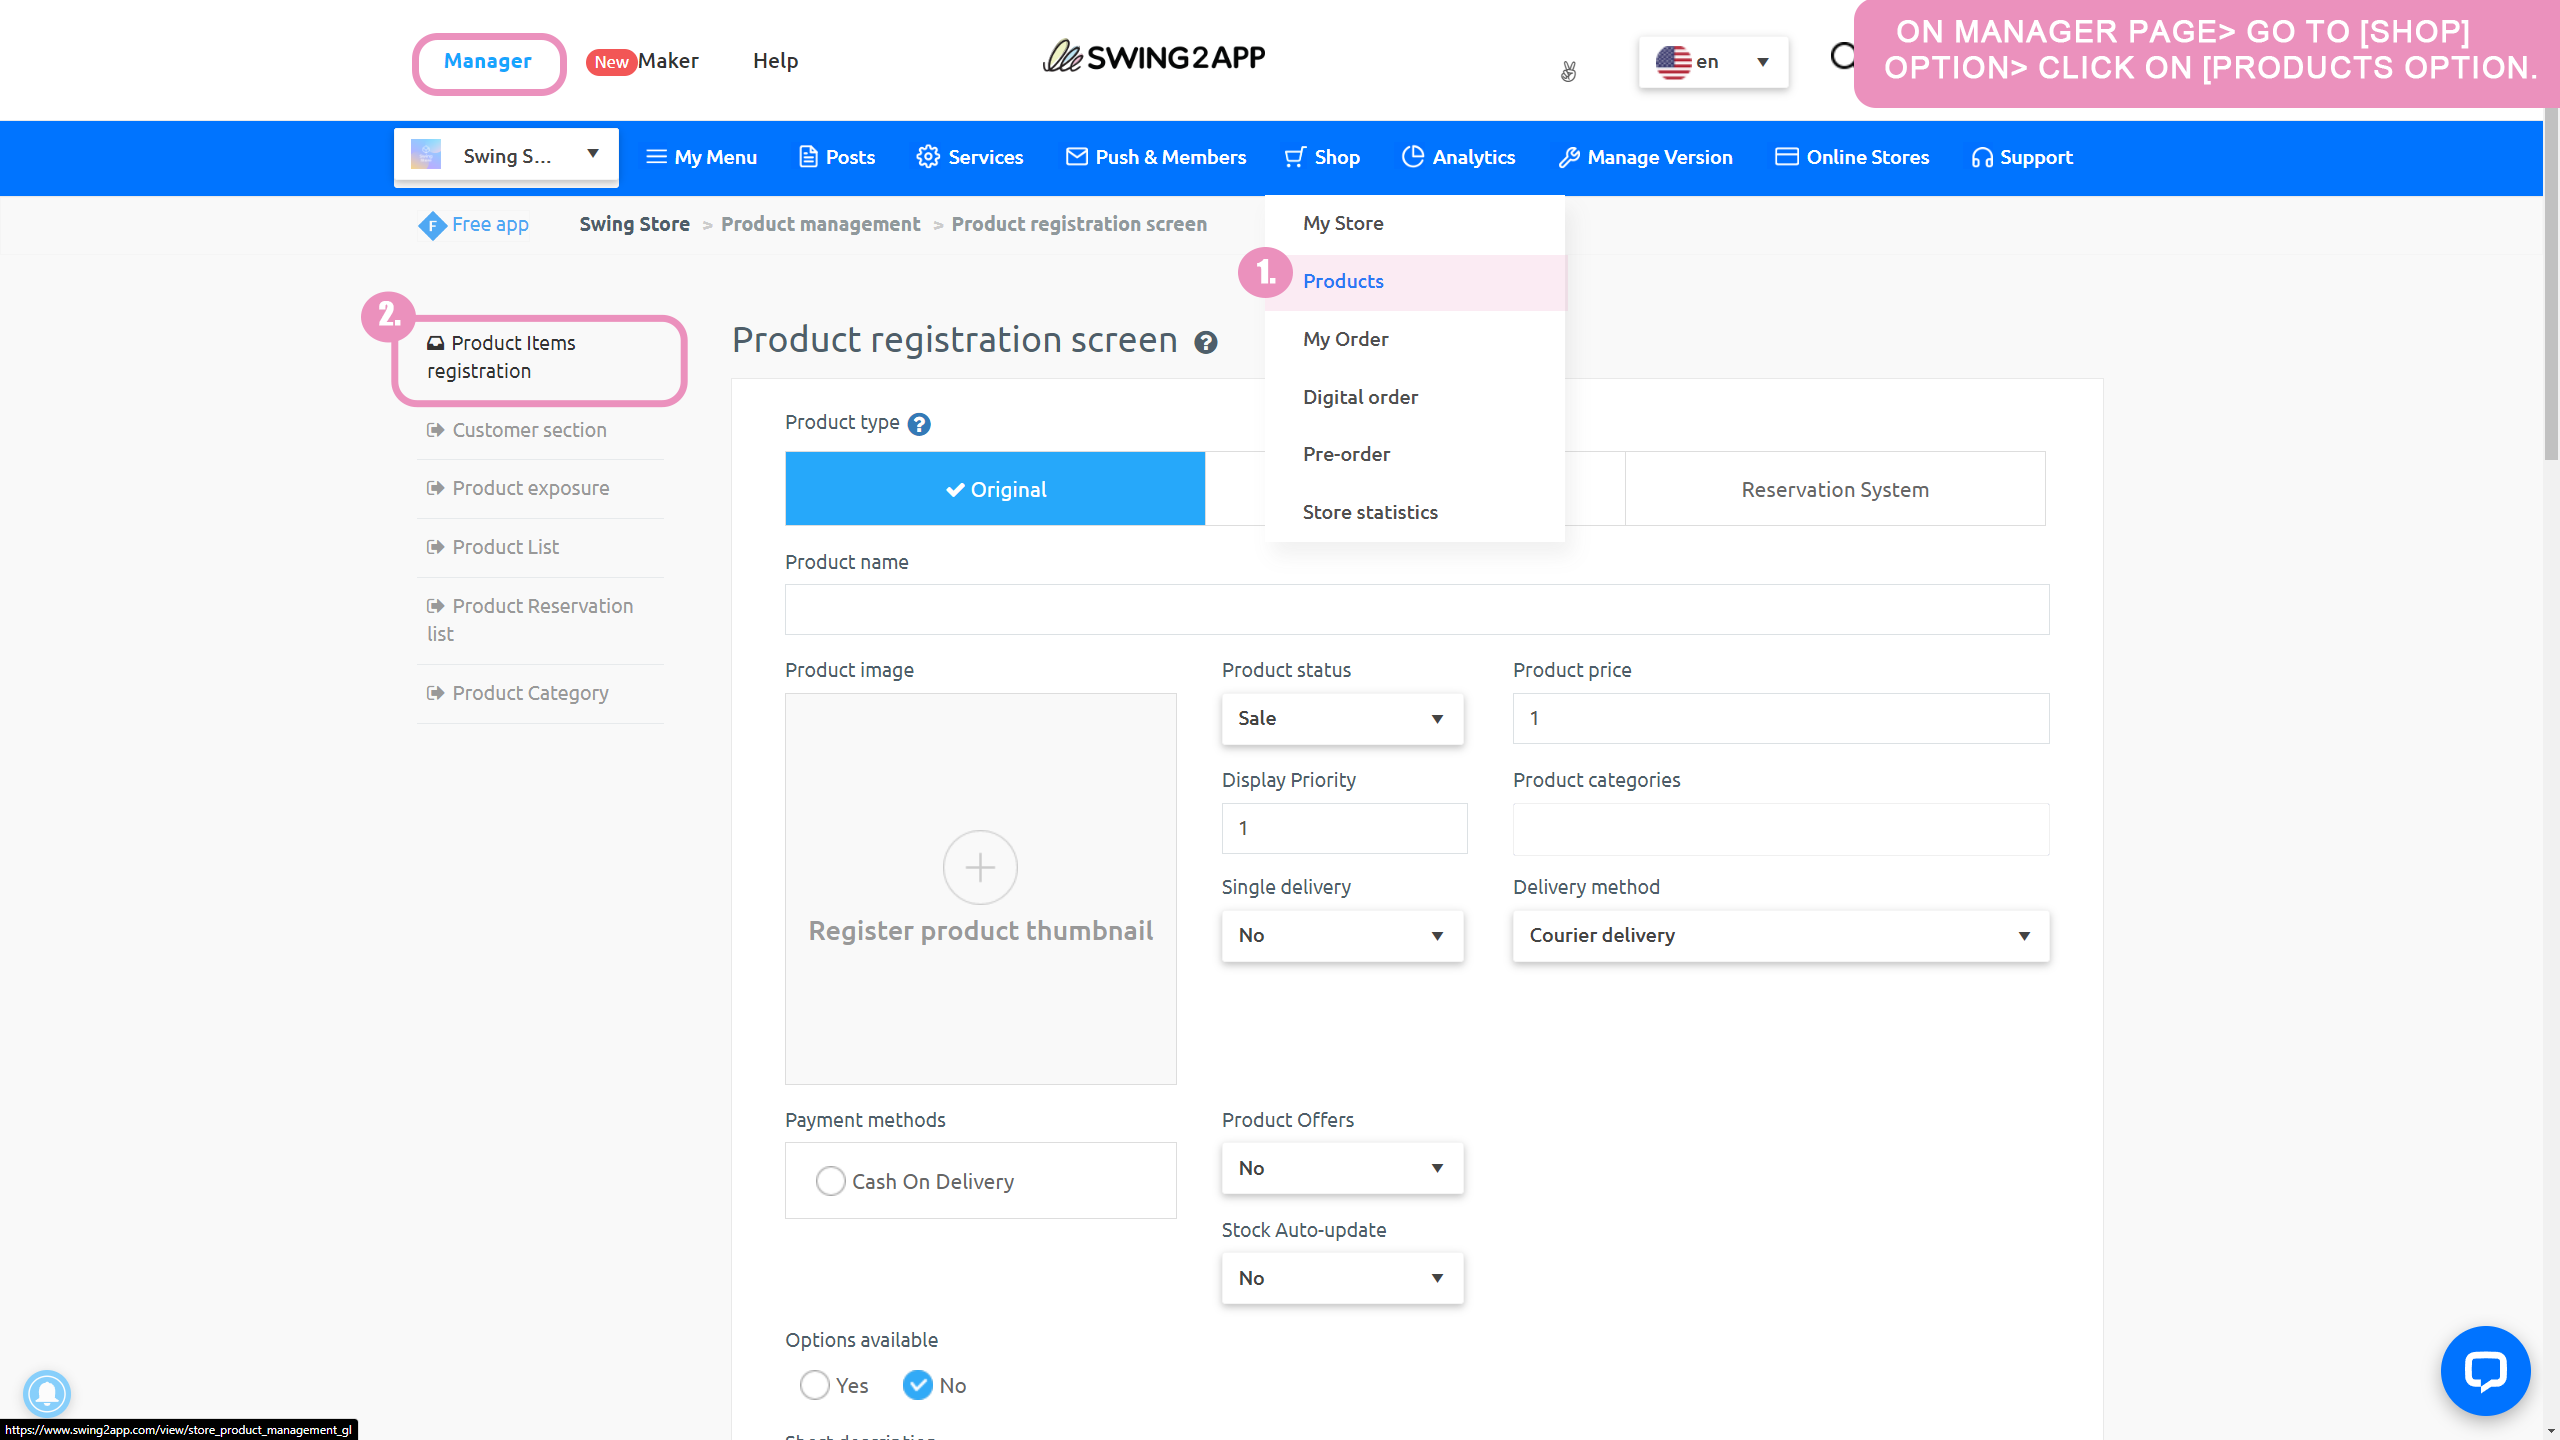 Manager
New Maker
Help
SWING2APP
en
ON MANAGER PAGE> GO TO [SHOP]
OPTION> CLICK ON [PRODUCTS OPTION.
Swing S...
My Menu
Posts
Services
Push & Members
Shop
Analytics
Manage Version
Online Stores
Support
F Free app
Swing Store > Product management > Product registration screen
My Store
1. Products
My Order
Digital order
Pre-order
Store statistics
2.
Product Items
registration
Customer section
Product exposure
Product List
Product Reservation
list
Product Category
Product registration screen ?
Product type ?
Original
Reservation System
Product name
Product image
Register product thumbnail
Product status
Sale
Product price
1
Display Priority
1
Product categories
Single delivery
No
Delivery method
Courier delivery
Payment methods
Cash On Delivery
Product Offers
No
Stock Auto-update
No
Options available
Yes
No
https://www.swing2app.com/view/store_product_management_gl